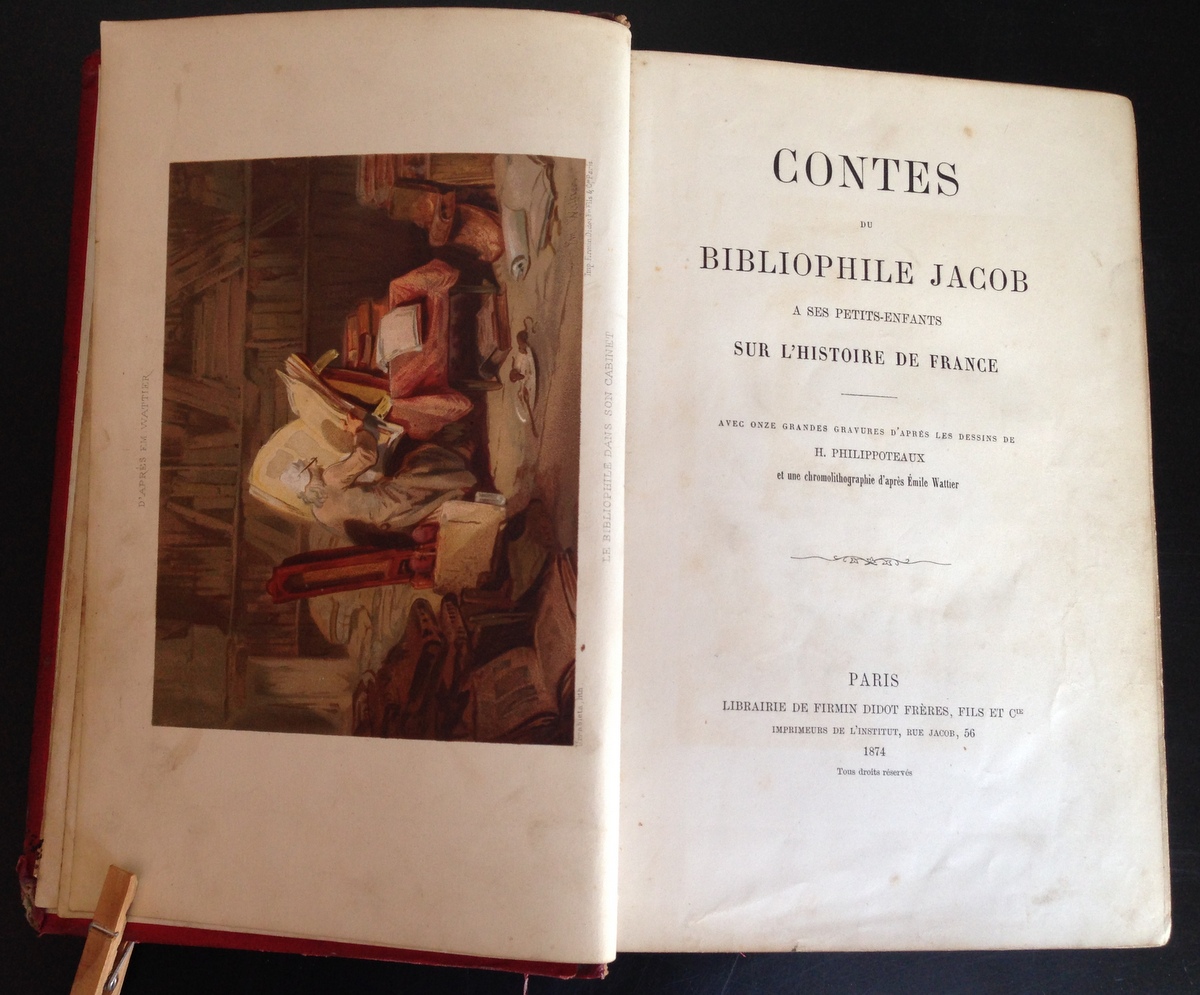 D'APRÈS EM WATTIER
LE BIBLIOPHILE DANS SON CABINET
CONTES
DU
BIBLIOPHILE JACOB
A SES PETITS-ENFANTS
SUR L'HISTOIRE DE FRANCE
AVEC ONZE GRANDES GRAVURES D'APRÈS LES DESSINS DE
H. PHILIPPOTEAUX
et une chromolithographie d'après Émile Wattier
PARIS
LIBRAIRIE DE FIRMIN DIDOT FRÈRES, FILS ET Cie
IMPRIMEURS DE L'INSTITUT, RUE JACOB, 56
1874
Tous droits réservés